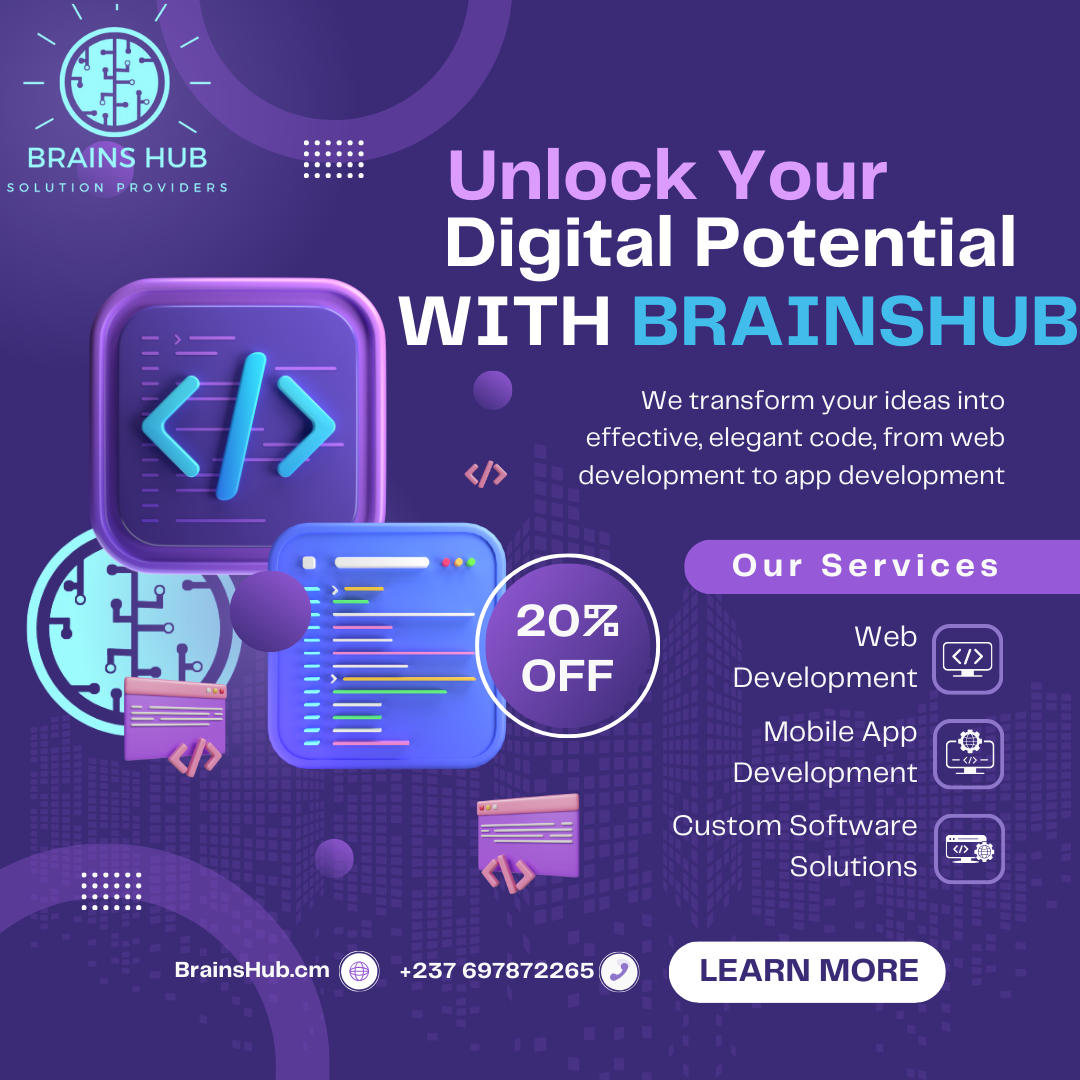 BRAINS HUB
SOLUTION PROVIDERS
Unlock Your
Digital Potential
WITH BRAINSHUB
We transform your ideas into
effective, elegant code, from web
development to app development
</>
</>
20%
OFF
Our Services
Web
Development
</>
Mobile App
Development
</>
Custom Software
Solutions
</>
</>
</>
BrainsHub.cm
+237 697872265
LEARN MORE